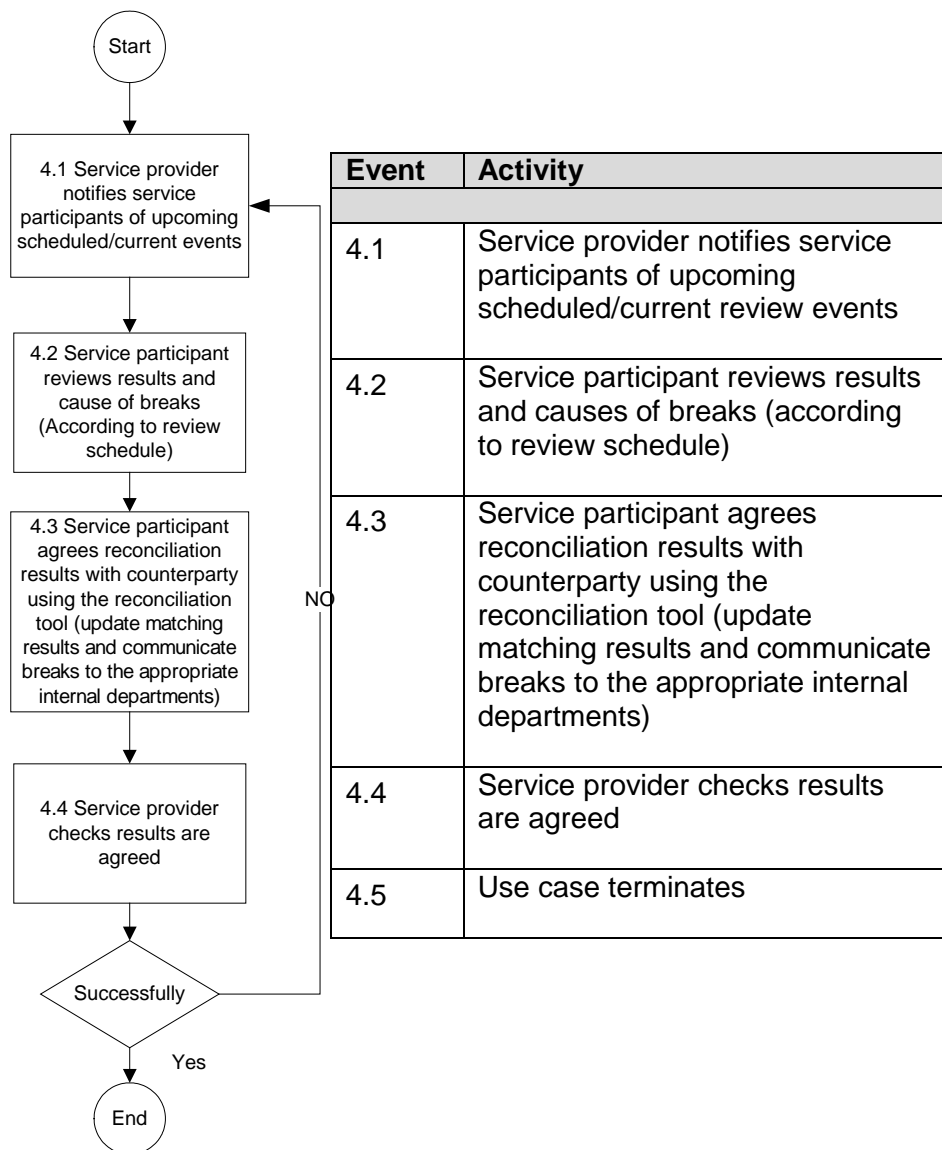 Start
4.1 Service provider
notifies service
participants of upcoming
scheduled/current events
4.2 Service participant
reviews results and
cause of breaks
(According to review
schedule)
4.3 Service participant
agrees reconciliation
results with counterparty
using the reconciliation
tool (update matching
results and communicate
breaks to the appropriate
internal departments)
NO
4.4 Service provider
checks results are
agreed
Successfully
Yes
End
Event Activity
4.1 Service provider notifies service
participants of upcoming
scheduled/current review events
4.2 Service participant reviews results
and causes of breaks (according
to review schedule)
4.3 Service participant agrees
reconciliation results with
counterparty using the
reconciliation tool (update
matching results and communicate
breaks to the appropriate internal
departments)
4.4 Service provider checks results
are agreed
4.5 Use case terminates